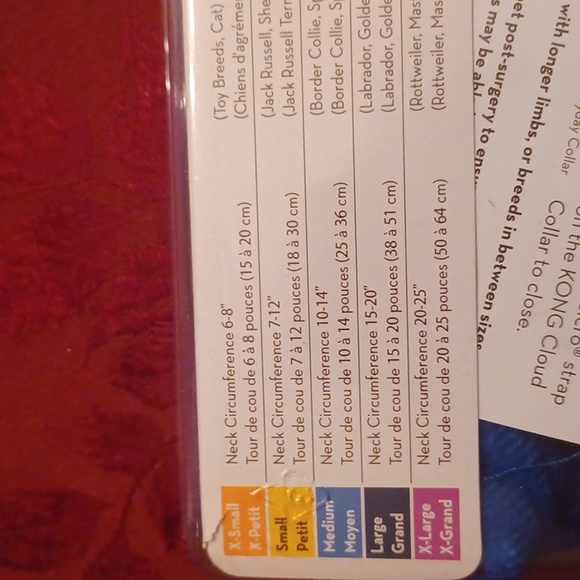 X-Small
X-Petit
Neck Circumference 6-8"
(Toy Breeds, Cat)
Tour de cou de 6 à 8 pouces (15 à 20 cm)
(Chiens
Small
Petit
Neck Circumference 7-12"
(Jack Russell,
Tour de cou de 7 à 12 pouces (18 à 30 cm)
(Jack Russell
Medium
Moyen
Neck Circumference 10-14"
(Border Collie,
Tour de cou de 10 à 14 pouces (25 à 36 cm)
(Border Collie,
Large
Grand
Neck Circumference 15-20"
(Labrador,
Tour de cou de 15 à 20 pouces (38 à 51 cm)
(Labrador,
X-Large
X-Grand
Neck Circumference 20-25"
(Rottweiler,
Tour de cou de 20 à 25 pouces (50 à 64 cm)
(Rottweiler,
post-surgery to
may be
with longer limbs, or breeds in between sizes
Collar
the KONG Cloud
strap
Collar to close.